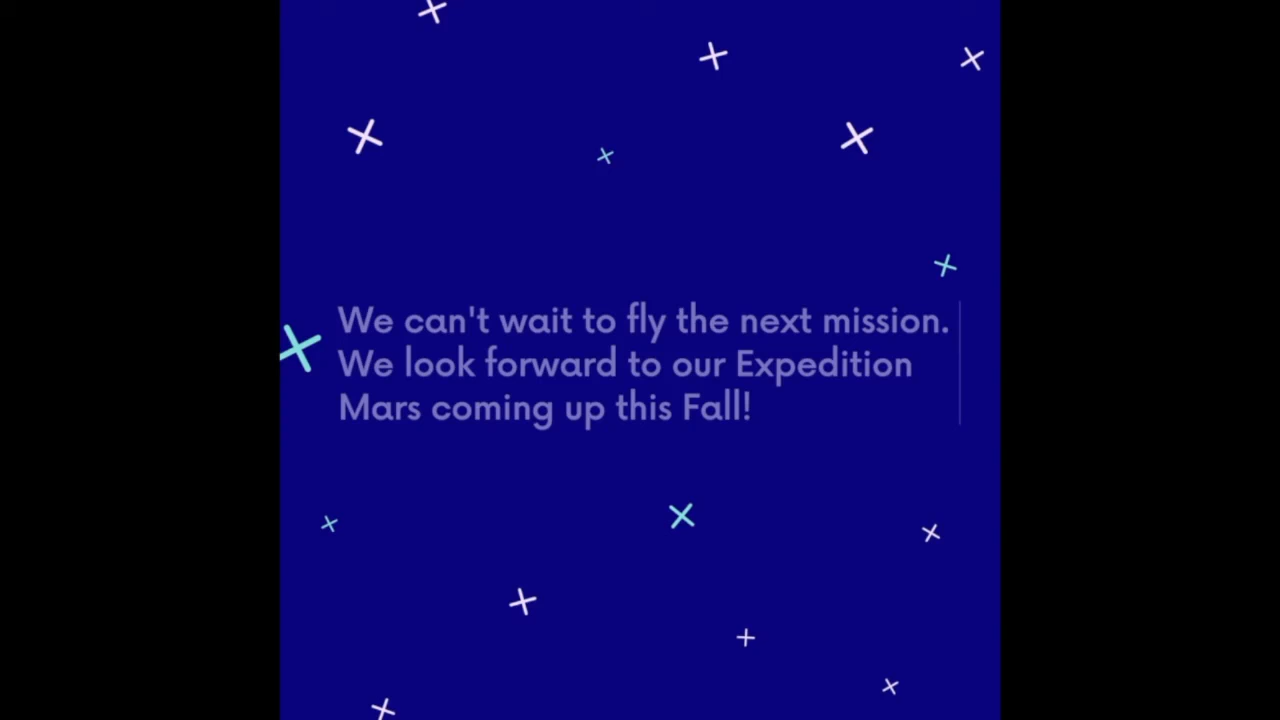 We can't wait to fly the next mission.
We look forward to our Expedition
Mars coming up this Fall!